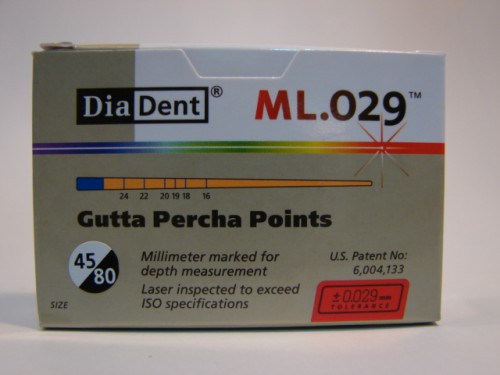 DiaDent® ML.029™
24 22 20 19 18 16
Gutta Percha Points
45/80
SIZE
Millimeter marked for
depth measurement
Laser inspected to exceed
ISO specifications
U.S. Patent No:
6,004,133
±0.029mm
TOLERANCE